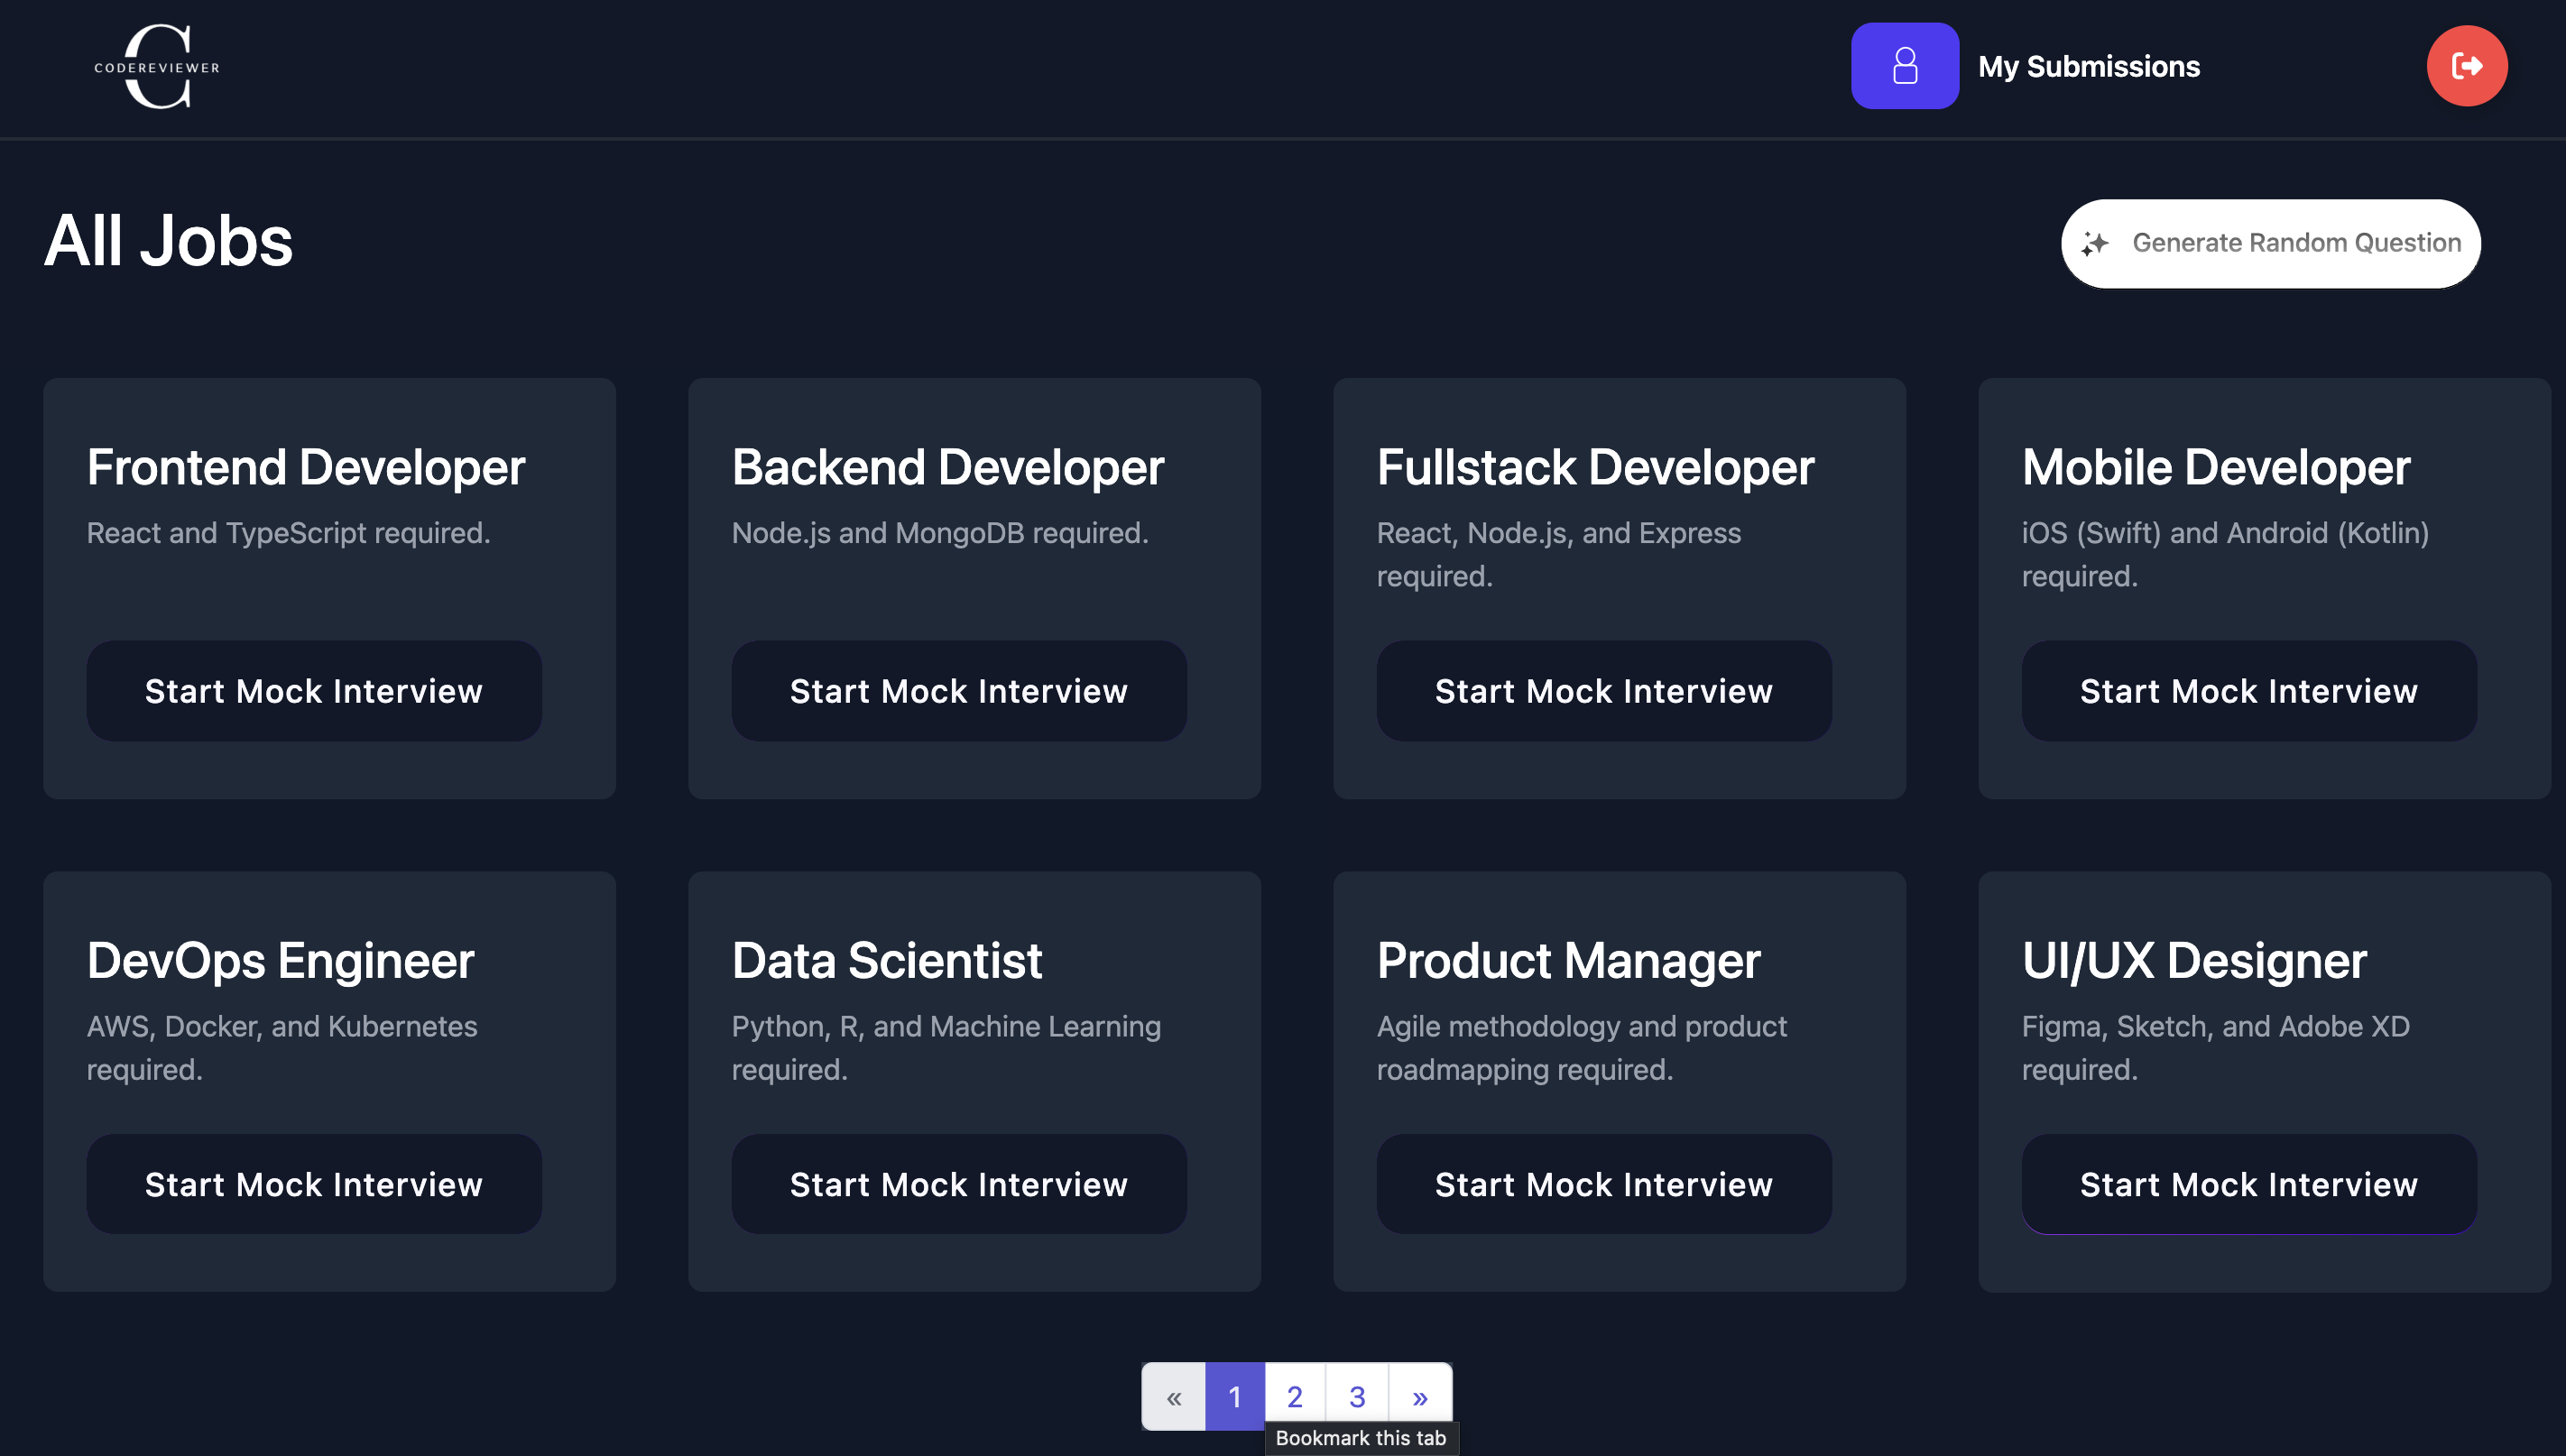 CODEREVIEWER
My Submissions
All Jobs
Generate Random Question
Frontend Developer
React and TypeScript required.
Start Mock Interview
Backend Developer
Node.js and MongoDB required.
Start Mock Interview
Fullstack Developer
React, Node.js, and Express
required.
Start Mock Interview
Mobile Developer
iOS (Swift) and Android (Kotlin)
required.
Start Mock Interview
DevOps Engineer
AWS, Docker, and Kubernetes
required.
Start Mock Interview
Data Scientist
Python, R, and Machine Learning
required.
Start Mock Interview
Product Manager
Agile methodology and product
roadmapping required.
Start Mock Interview
UI/UX Designer
Figma, Sketch, and Adobe XD
required.
Start Mock Interview
« 1 2 3 »
Bookmark this tab